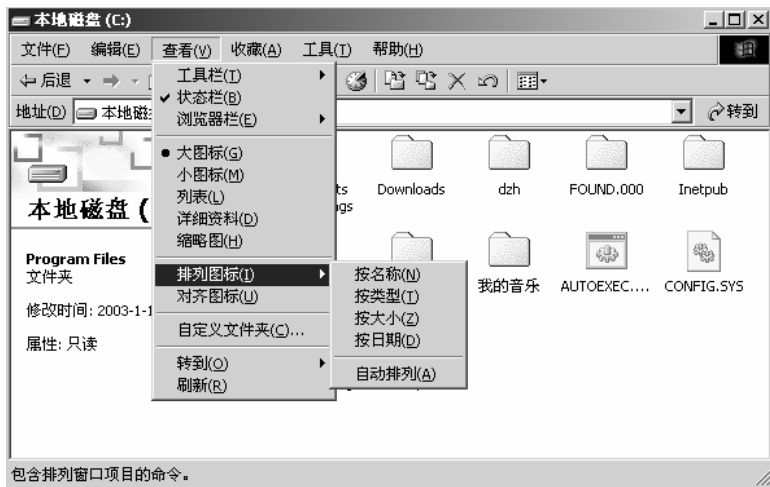 本地磁盘 (C:)
文件(F) 编辑(E) 查看(V) 收藏(A) 工具(T) 帮助(H)
后退
地址(D) 本地磁 转到
工具栏(T)
状态栏(B)
浏览器栏(E)
大图标(G)
小图标(M)
列表(L)
详细资料(D)
缩略图(H)
排列图标(I)
对齐图标(U)
自定义文件夹(C)...
转到(O)
刷新(R)
按名称(N)
按类型(T)
按大小(Z)
按日期(D)
自动排列(A)
本地磁盘 (
Program Files
文件夹
修改时间: 2003-1-1
属性: 只读
Downloads dzh FOUND.000 Inetpub
我的音乐 AUTOEXEC.... CONFIG.SYS
包含排列窗口项目的命令。